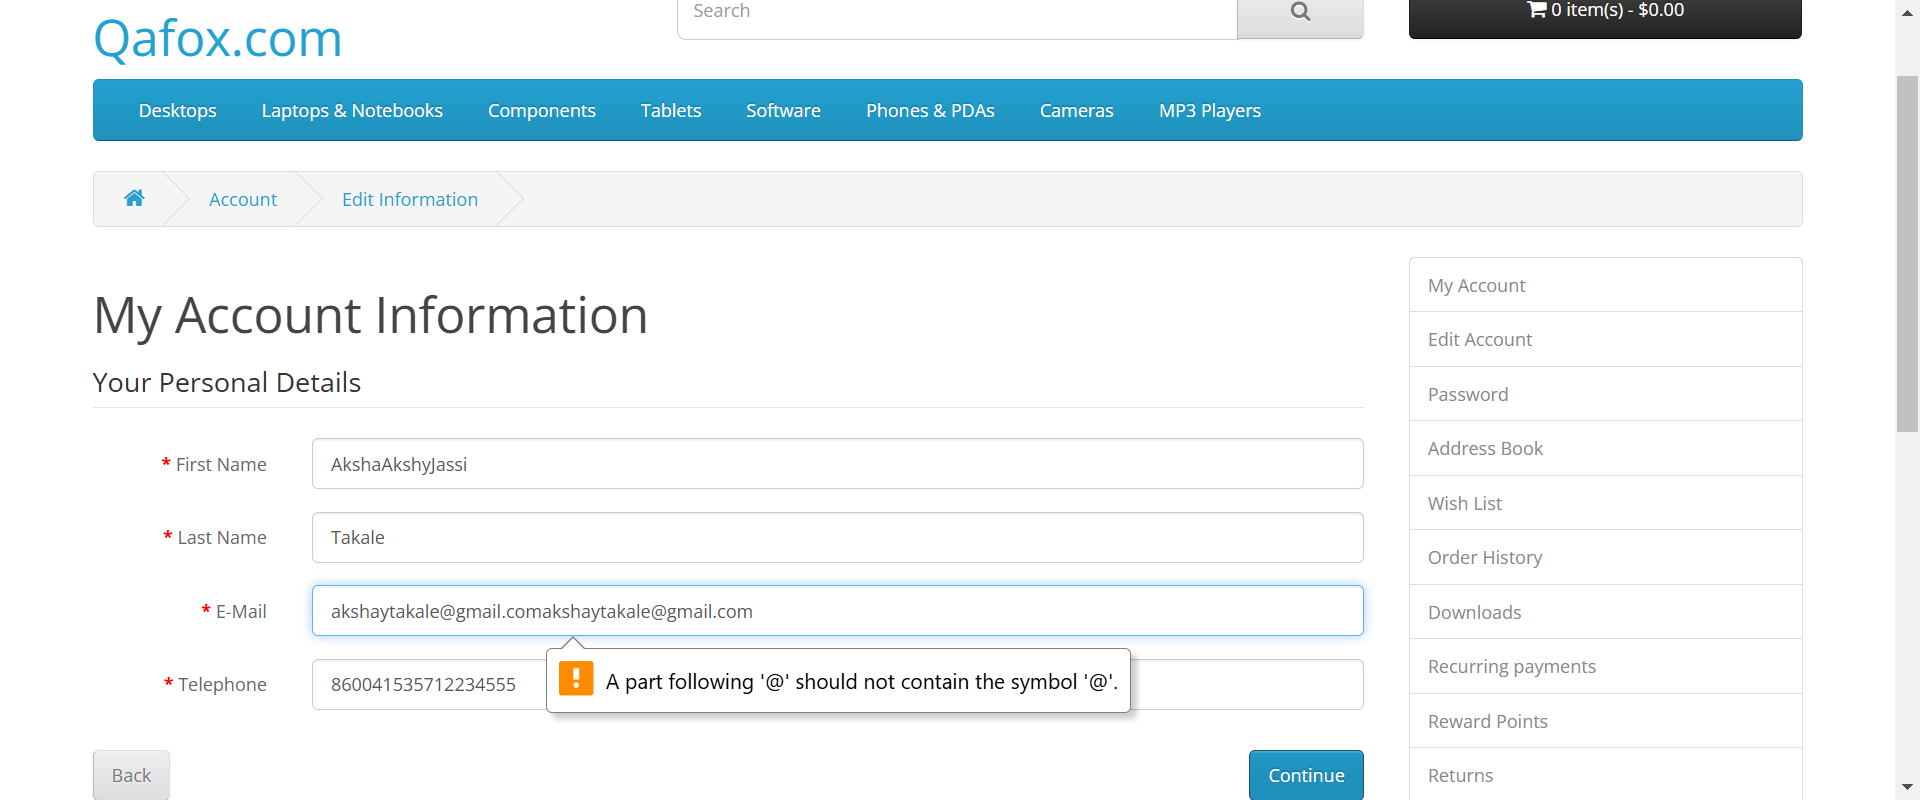 Qafox.com
Search
0 item(s) - $0.00
Desktops Laptops & Notebooks Components Tablets Software Phones & PDAs Cameras MP3 Players
Account Edit Information
My Account Information
Your Personal Details
* First Name AkshaAkshyJassi
* Last Name Takale
* E-Mail akshaytakale@gmail.comakshaytakale@gmail.com
A part following '@' should not contain the symbol '@'.
* Telephone 860041535712234555
Back
Continue
My Account
Edit Account
Password
Address Book
Wish List
Order History
Downloads
Recurring payments
Reward Points
Returns